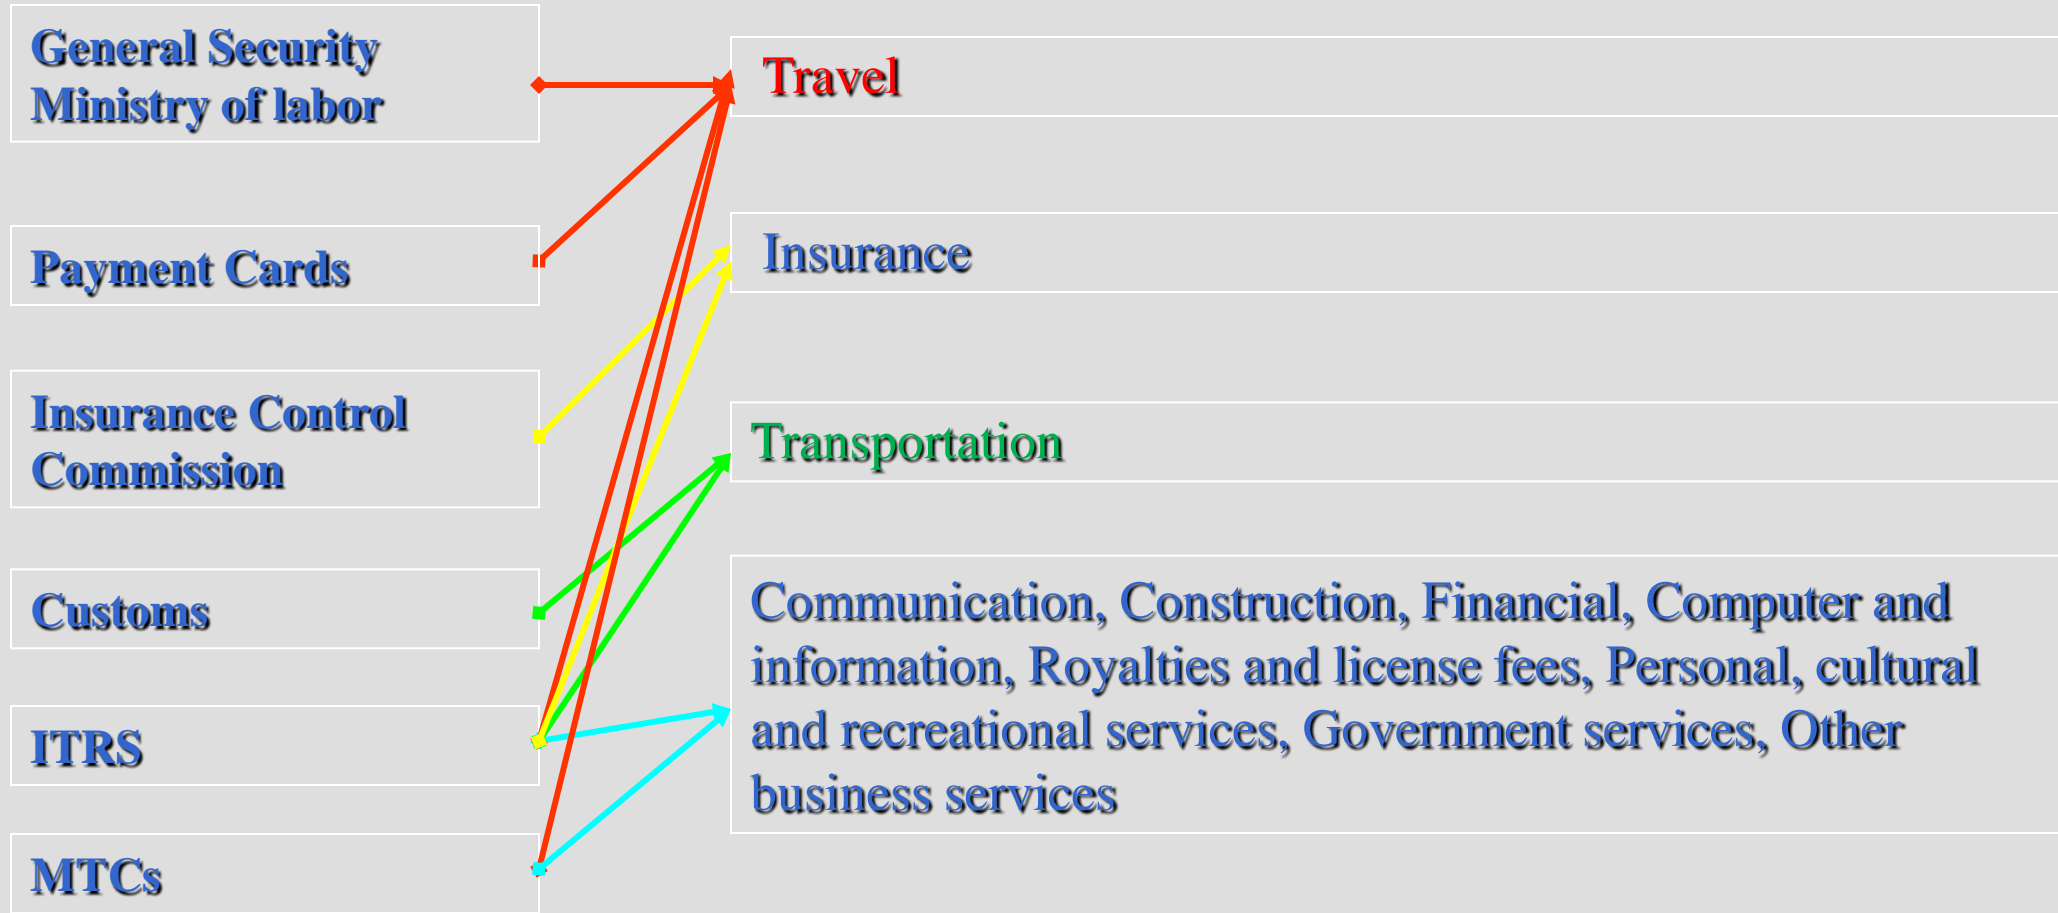 General Security
Ministry of labor
Payment Cards
Insurance Control
Commission
Customs
ITRS
MTCs
Travel
Insurance
Transportation
Communication, Construction, Financial, Computer and
information, Royalties and license fees, Personal, cultural
and recreational services, Government services, Other
business services